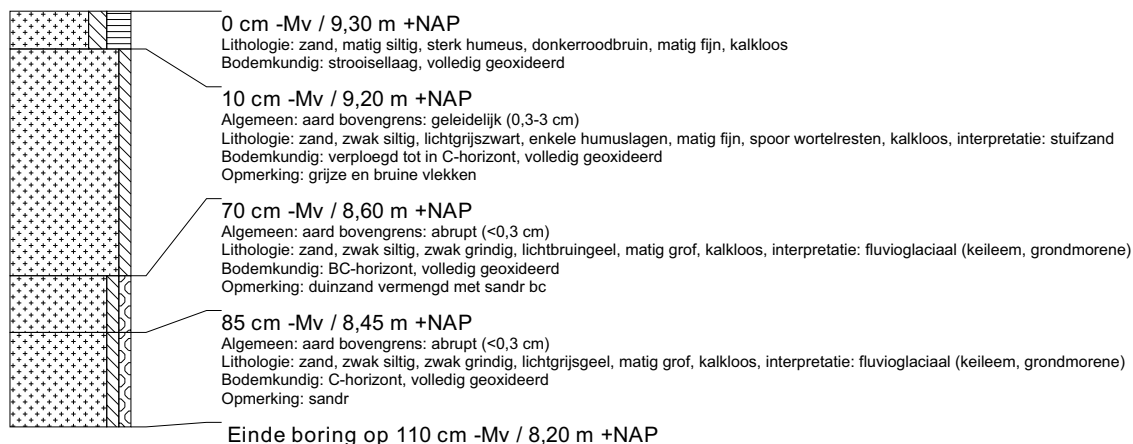 0 cm -Mv / 9,30 m +NAP
Lithologie: zand, matig siltig, sterk humeus, donkerroodbruin, matig fijn, kalkloos
Bodemkundig: strooisellaag, volledig geoxideerd
10 cm -Mv / 9,20 m +NAP
Algemeen: aard bovengrens: geleidelijk (0,3-3 cm)
Lithologie: zand, zwak siltig, lichtgrijszwart, enkele humuslagen, matig fijn, spoor wortelresten, kalkloos, interpretatie: stuifzand
Bodemkundig: verploegd tot in C-horizont, volledig geoxideerd
Opmerking: grijze en bruine vlekken
70 cm -Mv / 8,60 m +NAP
Algemeen: aard bovengrens: abrupt (<0,3 cm)
Lithologie: zand, zwak siltig, zwak grindig, lichtbruingeel, matig grof, kalkloos, interpretatie: fluvioglaciaal (keileem, grondmorene)
Bodemkundig: BC-horizont, volledig geoxideerd
Opmerking: duinzand vermengd met sandr bc
85 cm -Mv / 8,45 m +NAP
Algemeen: aard bovengrens: abrupt (<0,3 cm)
Lithologie: zand, zwak siltig, zwak grindig, lichtgrijsgeel, matig grof, kalkloos, interpretatie: fluvioglaciaal (keileem, grondmorene)
Bodemkundig: C-horizont, volledig geoxideerd
Opmerking: sandr
Einde boring op 110 cm -Mv / 8,20 m +NAP